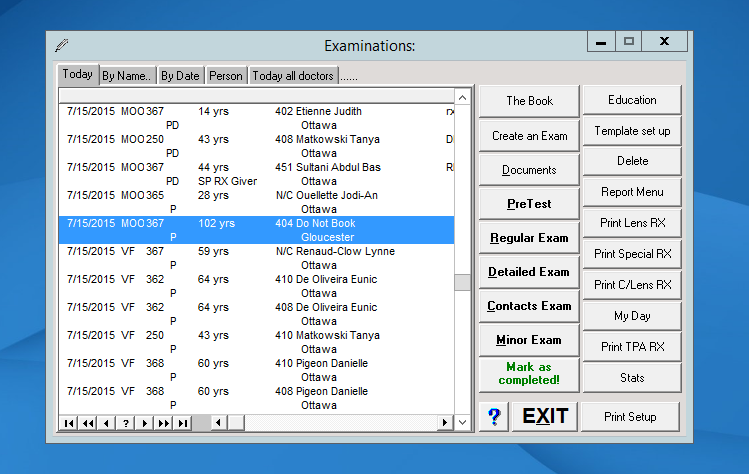 Examinations:
Today By Name.. By Date Person Today all doctors ......
7/15/2015 MOO 367 14 yrs 402 Etienne Judith rx
PD Ottawa
7/15/2015 MOO 250 43 yrs 408 Matkowski Tanya D
PD Ottawa
7/15/2015 MOO 367 44 yrs 451 Sultani Abdul Bas R
PD SP RX Giver Ottawa
7/15/2015 MOO 365 28 yrs N/C Ouellette Jodi-An
P Ottawa
7/15/2015 MOO 367 102 yrs 404 Do Not Book
P Gloucester
7/15/2015 VF 367 59 yrs N/C Renaud-Clow Lynne
Ottawa
7/15/2015 VF 362 64 yrs 410 De Oliveira Eunic
Ottawa
7/15/2015 VF 362 64 yrs 408 De Oliveira Eunic
Ottawa
7/15/2015 VF 250 43 yrs 410 Matkowski Tanya
P Ottawa
7/15/2015 VF 368 60 yrs 410 Pigeon Danielle
P Ottawa
7/15/2015 VF 368 60 yrs 408 Pigeon Danielle
P Ottawa
?
The Book
Create an Exam
Documents
PreTest
Regular Exam
Detailed Exam
Contacts Exam
Minor Exam
Mark as
completed!
? EXIT
Education
Template set up
Delete
Report Menu
Print Lens RX
Print Special RX
Print C/Lens RX
My Day
Print TPA RX
Stats
Print Setup